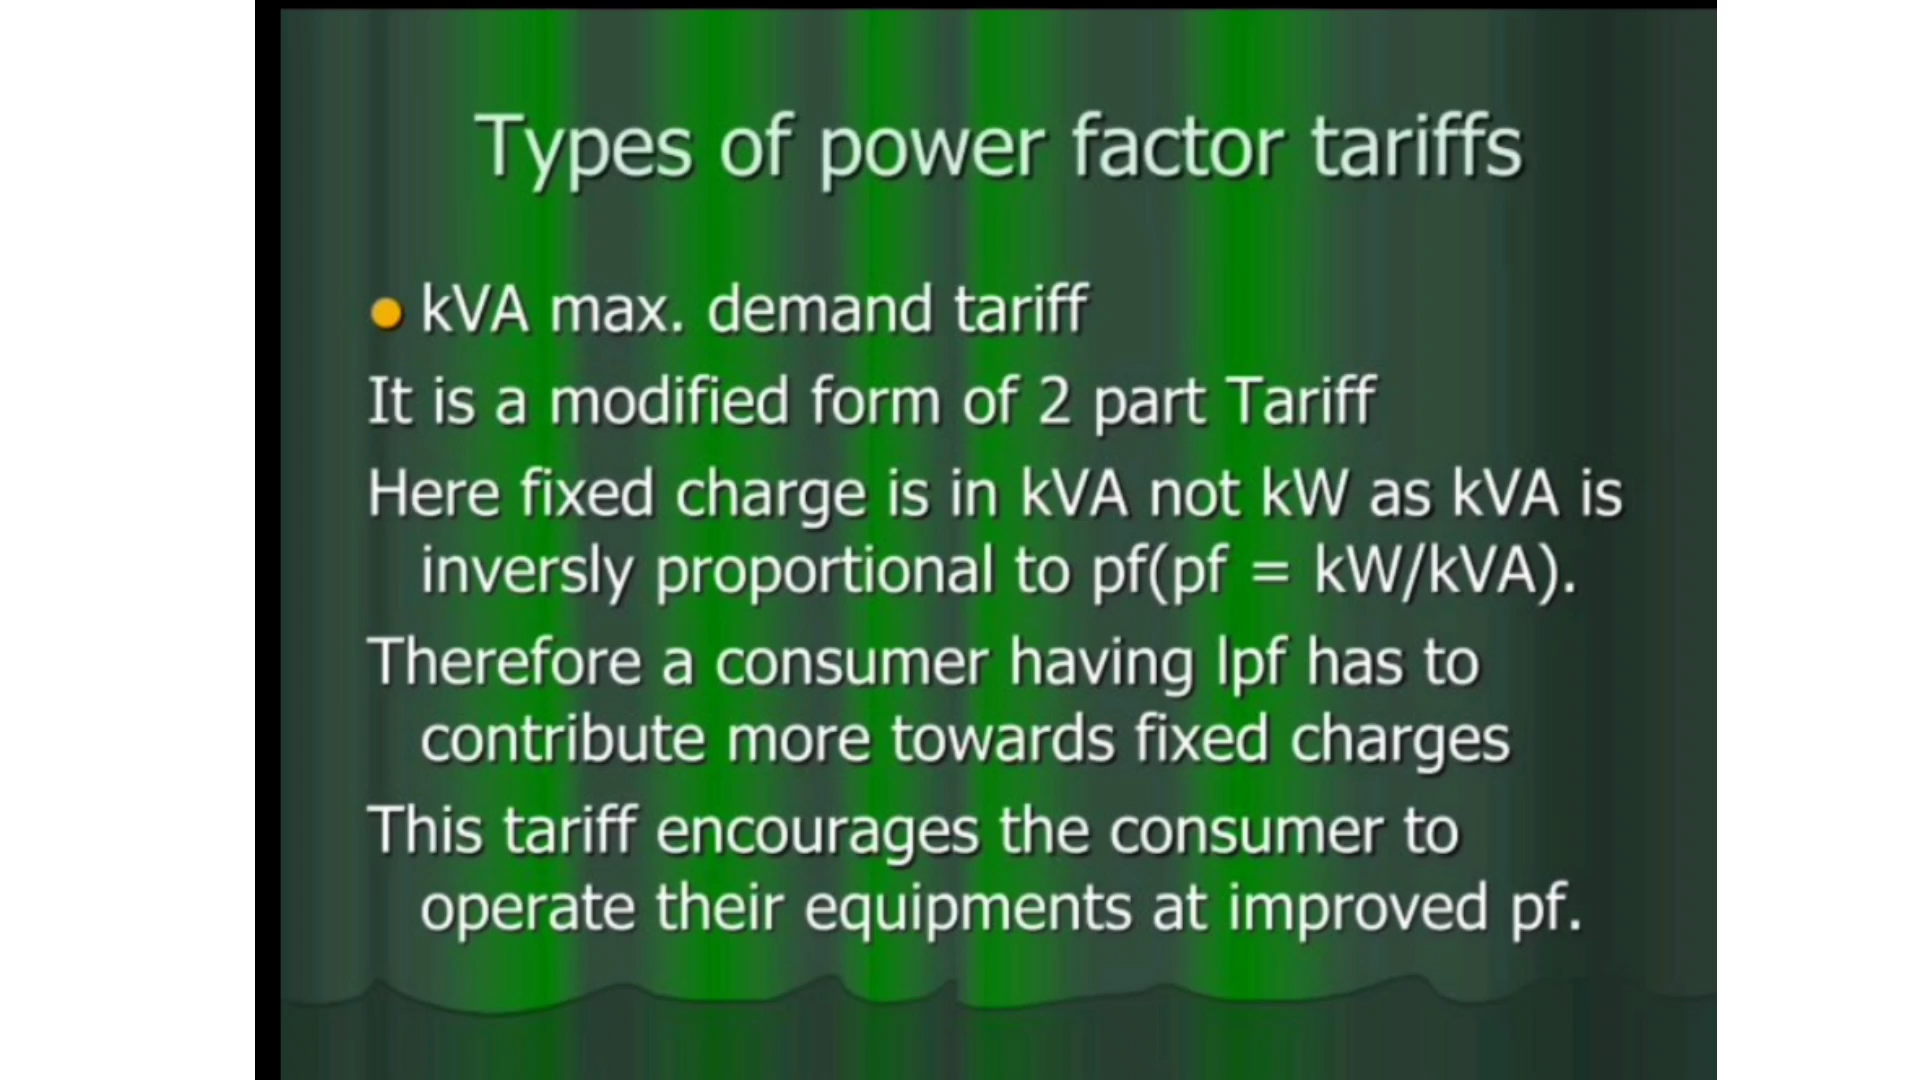 Types of power factor tariffs
kVA max. demand tariff
It is a modified form of 2 part Tariff
Here fixed charge is in kVA not kW as kVA is
inversly proportional to pf(pf = kW/kVA).
Therefore a consumer having lpf has to
contribute more towards fixed charges
This tariff encourages the consumer to
operate their equipments at improved pf.